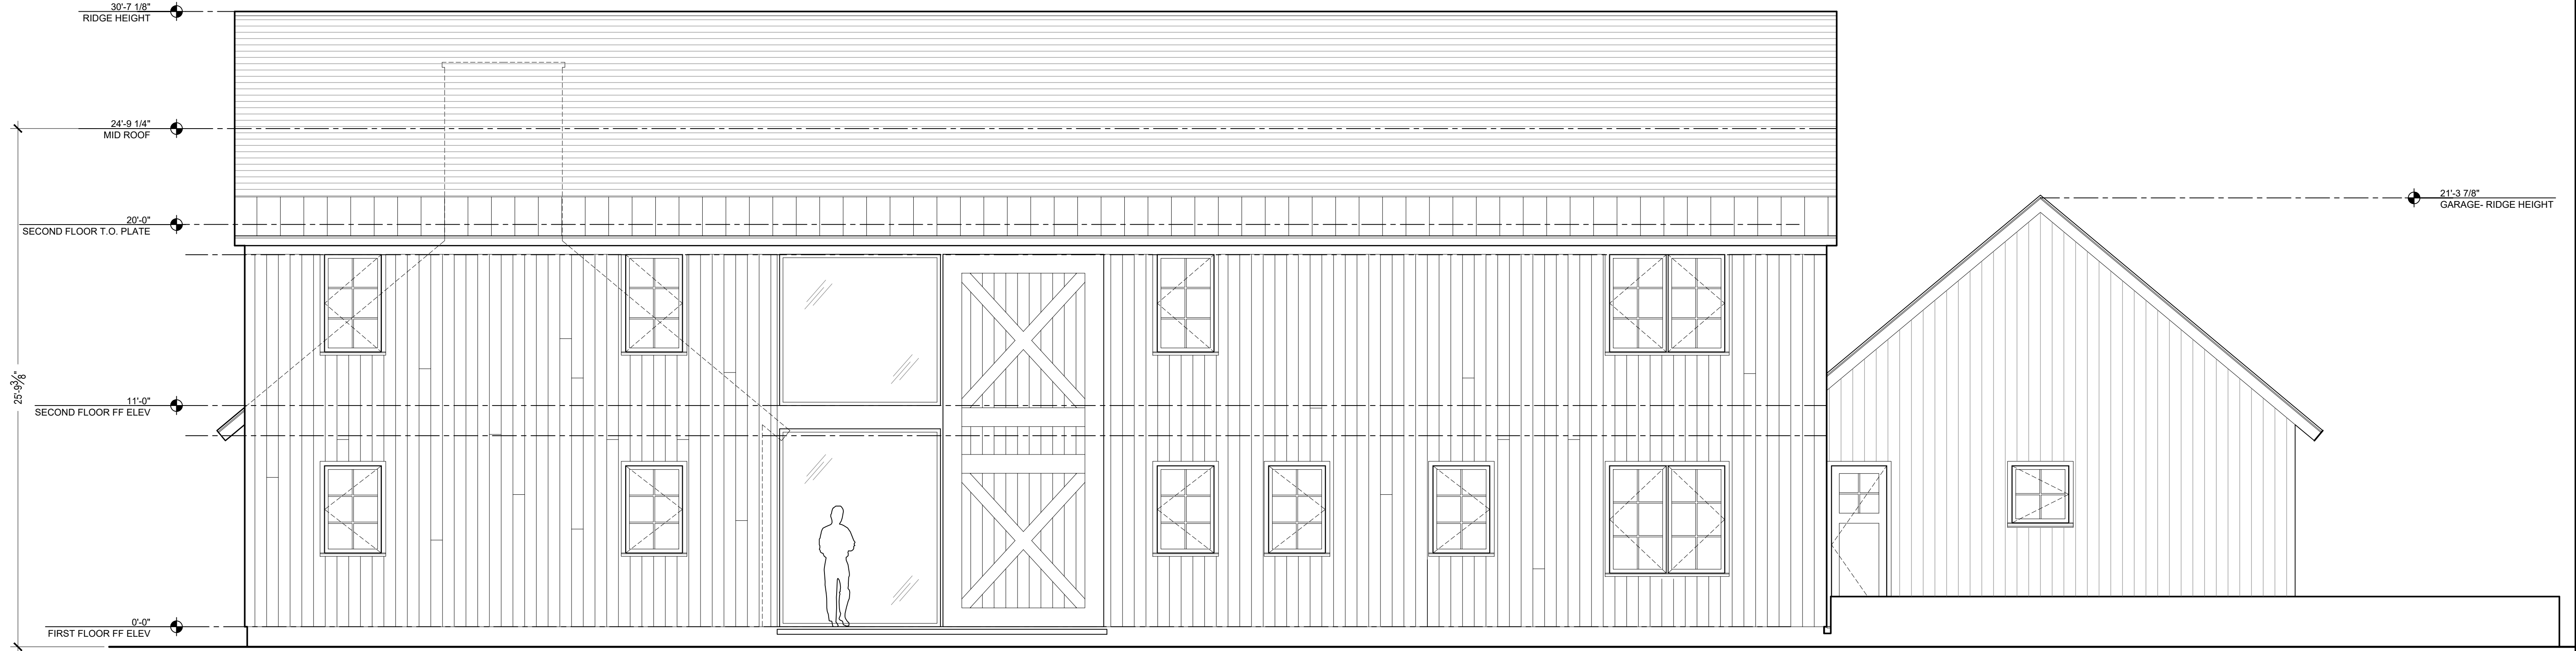 30'-7 1/8"
RIDGE HEIGHT
24'-9 1/4"
MID ROOF
21'-3 7/8"
GARAGE- RIDGE HEIGHT
20'-0"
SECOND FLOOR T.O. PLATE
25'-9 3/8"
11'-0"
SECOND FLOOR FF ELEV
0'-0"
FIRST FLOOR FF ELEV